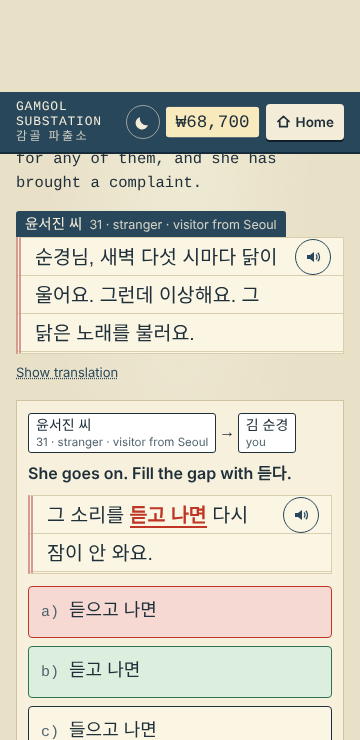 GAMGOL
SUBSTATION
감골 파출소
₩68,700
Home
for any of them, and she has
brought a complaint.
윤서진 씨 31 · stranger · visitor from Seoul
순경님, 새벽 다섯 시마다 닭이
울어요. 그런데 이상해요. 그
닭은 노래를 불러요.
Show translation
윤서진 씨
31 · stranger · visitor from Seoul
→
김 순경
you
She goes on. Fill the gap with 듣다.
그 소리를 듣고 나면 다시
잠이 안 와요.
a) 듣으고 나면
b) 듣고 나면
c) 들으고 나면